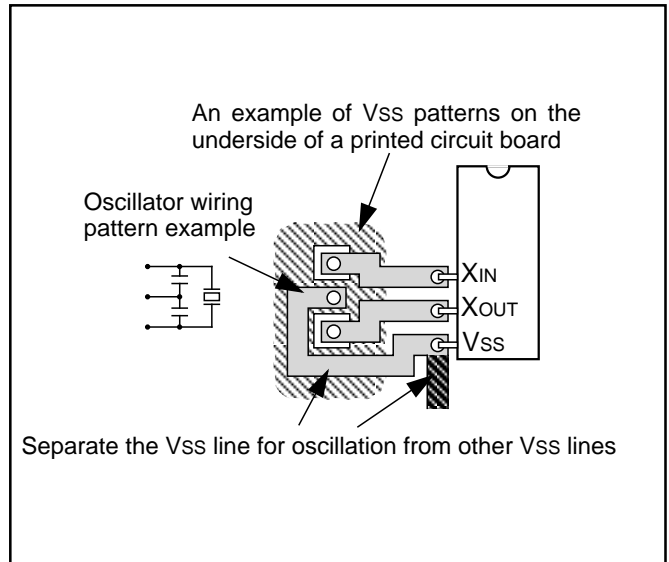 An example of VSS patterns on the
underside of a printed circuit board
Oscillator wiring
pattern example
XIN
XOUT
VSS
Separate the VSS line for oscillation from other VSS lines